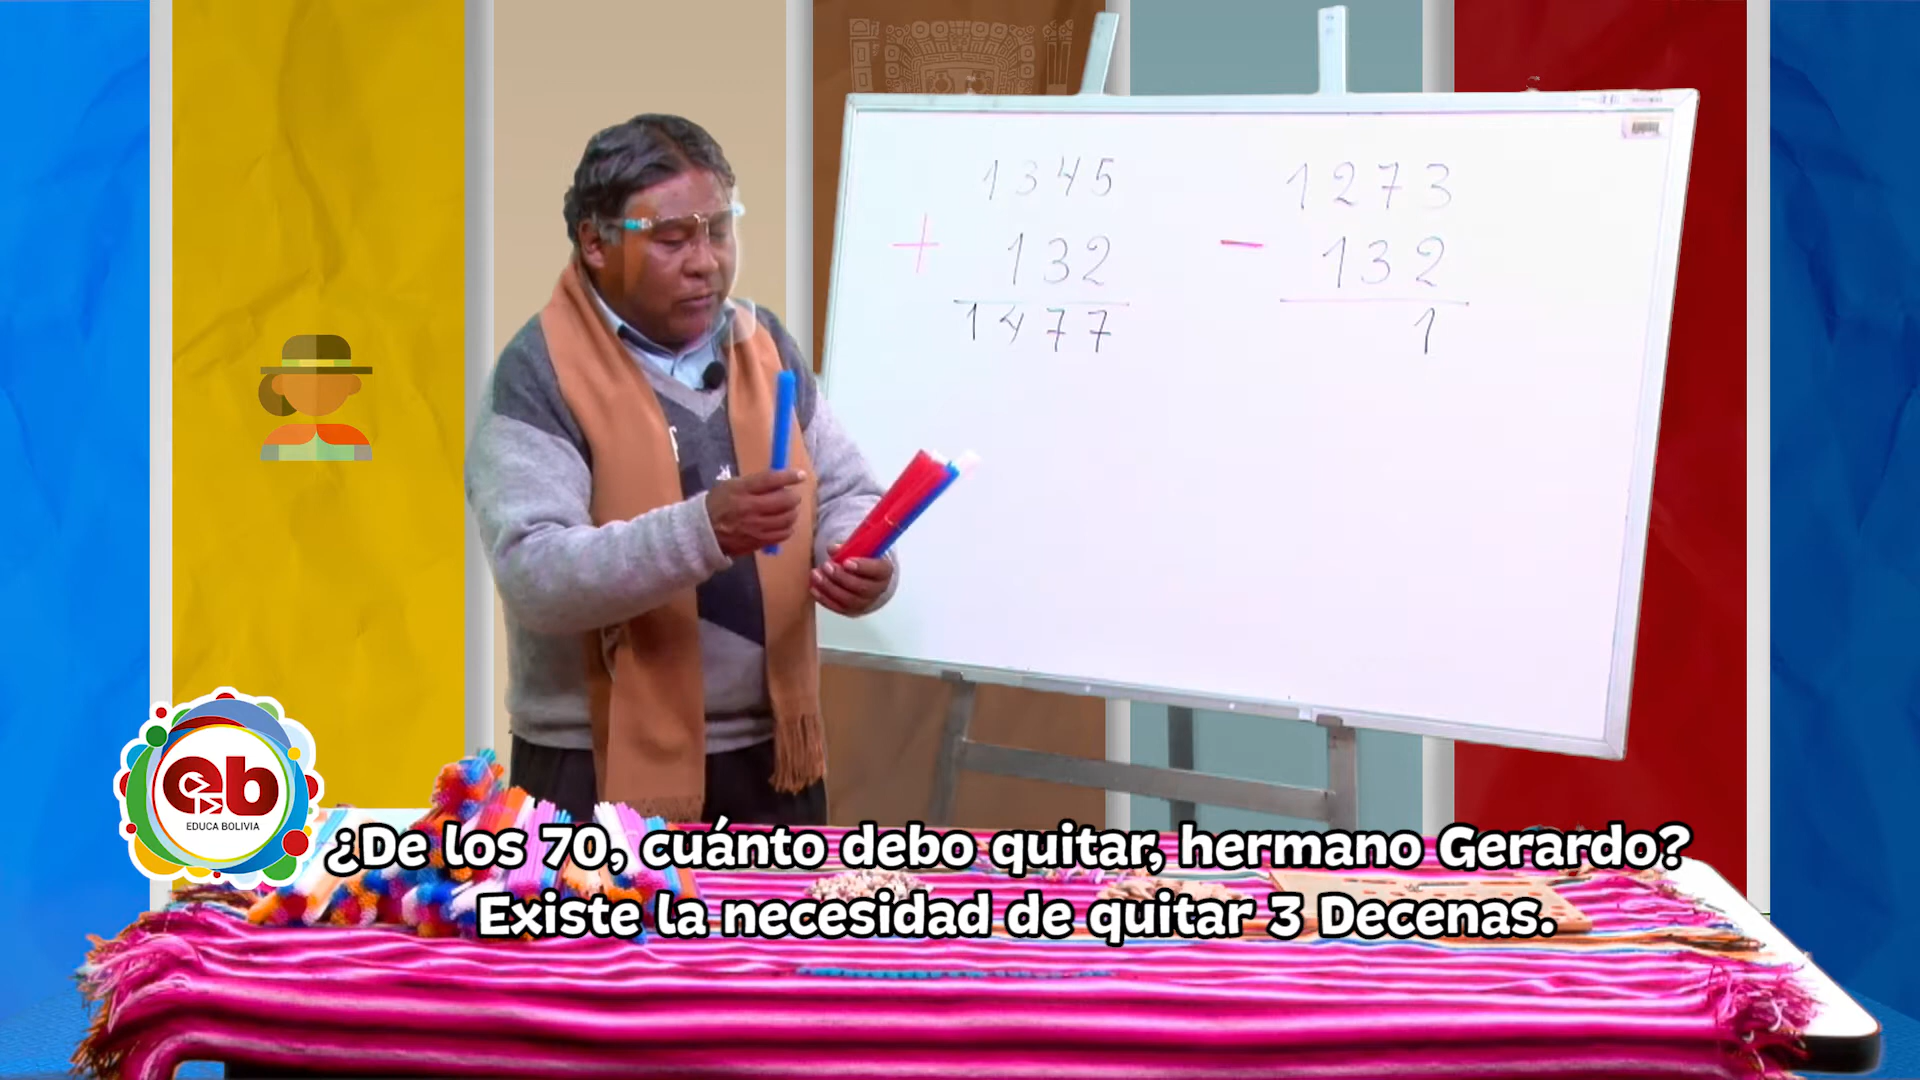 1345
+ 132
1477
1273
- 132
1
eb
EDUCA BOLIVIA
¿De los 70, cuánto debo quitar, hermano Gerardo?
Existe la necesidad de quitar 3 Decenas.